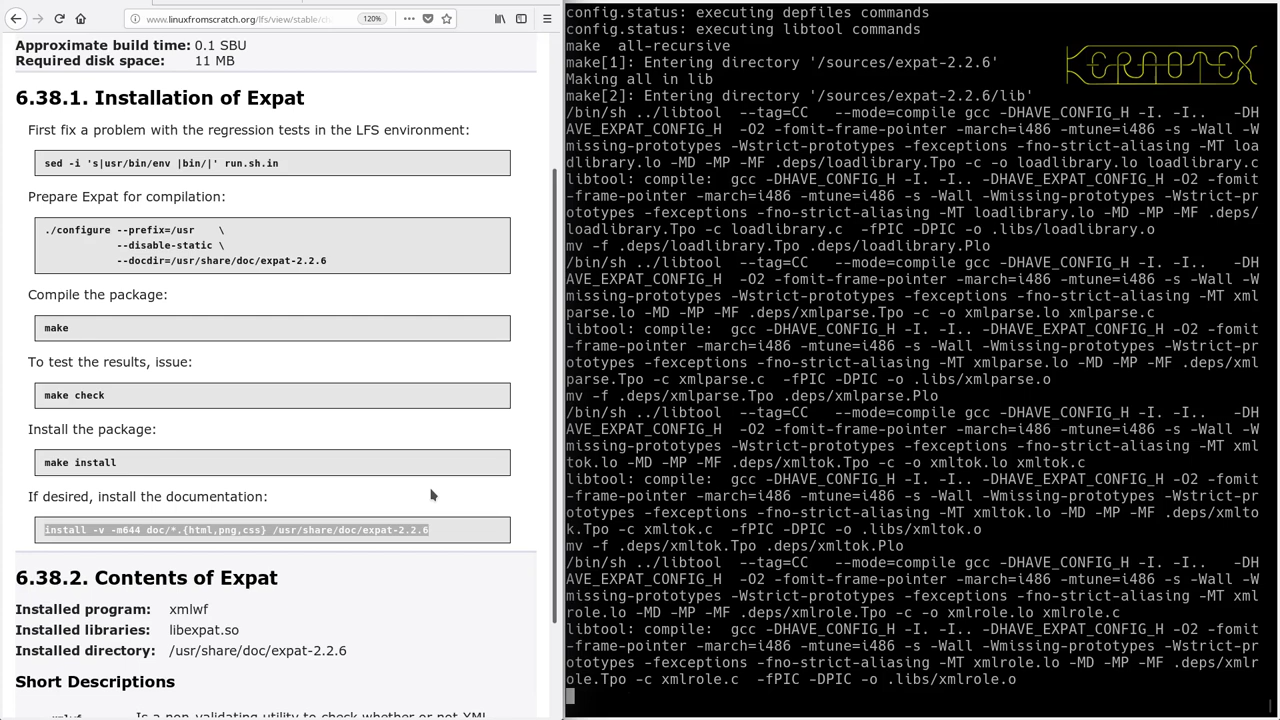 www.linuxfromscratch.org/lfs/view/stable/ch
120%
Approximate build time: 0.1 SBU
Required disk space: 11 MB
6.38.1. Installation of Expat
First fix a problem with the regression tests in the LFS environment:
sed -i 's|usr/bin/env |bin/|' run.sh.in
Prepare Expat for compilation:
./configure --prefix=/usr    \
            --disable-static \
            --docdir=/usr/share/doc/expat-2.2.6
Compile the package:
make
To test the results, issue:
make check
Install the package:
make install
If desired, install the documentation:
install -v -m644 doc/*.{html,png,css} /usr/share/doc/expat-2.2.6
6.38.2. Contents of Expat
Installed program: xmlwf
Installed libraries: libexpat.so
Installed directory: /usr/share/doc/expat-2.2.6
Short Descriptions
Is a non-validating utility to check whether or not XML
config.status: executing depfiles commands
config.status: executing libtool commands
make  all-recursive
make[1]: Entering directory '/sources/expat-2.2.6'
Making all in lib
make[2]: Entering directory '/sources/expat-2.2.6/lib'
/bin/sh ../libtool  --tag=CC   --mode=compile gcc -DHAVE_CONFIG_H -I. -I..   -DH
AVE_EXPAT_CONFIG_H  -O2 -fomit-frame-pointer -march=i486 -mtune=i486 -s -Wall -W
missing-prototypes -Wstrict-prototypes -fexceptions -fno-strict-aliasing -MT loa
dlibrary.lo -MD -MP -MF .deps/loadlibrary.Tpo -c -o loadlibrary.lo loadlibrary.c
libtool: compile:  gcc -DHAVE_CONFIG_H -I. -I.. -DHAVE_EXPAT_CONFIG_H -O2 -fomit
-frame-pointer -march=i486 -mtune=i486 -s -Wall -Wmissing-prototypes -Wstrict-pr
ototypes -fexceptions -fno-strict-aliasing -MT loadlibrary.lo -MD -MP -MF .deps/
loadlibrary.Tpo -c loadlibrary.c  -fPIC -DPIC -o .libs/loadlibrary.o
mv -f .deps/loadlibrary.Tpo .deps/loadlibrary.Plo
/bin/sh ../libtool  --tag=CC   --mode=compile gcc -DHAVE_CONFIG_H -I. -I..   -DH
AVE_EXPAT_CONFIG_H  -O2 -fomit-frame-pointer -march=i486 -mtune=i486 -s -Wall -W
missing-prototypes -Wstrict-prototypes -fexceptions -fno-strict-aliasing -MT xml
parse.lo -MD -MP -MF .deps/xmlparse.Tpo -c -o xmlparse.lo xmlparse.c
libtool: compile:  gcc -DHAVE_CONFIG_H -I. -I.. -DHAVE_EXPAT_CONFIG_H -O2 -fomit
-frame-pointer -march=i486 -mtune=i486 -s -Wall -Wmissing-prototypes -Wstrict-pr
ototypes -fexceptions -fno-strict-aliasing -MT xmlparse.lo -MD -MP -MF .deps/xml
parse.Tpo -c xmlparse.c  -fPIC -DPIC -o .libs/xmlparse.o
mv -f .deps/xmlparse.Tpo .deps/xmlparse.Plo
/bin/sh ../libtool  --tag=CC   --mode=compile gcc -DHAVE_CONFIG_H -I. -I..   -DH
AVE_EXPAT_CONFIG_H  -O2 -fomit-frame-pointer -march=i486 -mtune=i486 -s -Wall -W
missing-prototypes -Wstrict-prototypes -fexceptions -fno-strict-aliasing -MT xml
tok.lo -MD -MP -MF .deps/xmltok.Tpo -c -o xmltok.lo xmltok.c
libtool: compile:  gcc -DHAVE_CONFIG_H -I. -I.. -DHAVE_EXPAT_CONFIG_H -O2 -fomit
-frame-pointer -march=i486 -mtune=i486 -s -Wall -Wmissing-prototypes -Wstrict-pr
ototypes -fexceptions -fno-strict-aliasing -MT xmltok.lo -MD -MP -MF .deps/xmlto
k.Tpo -c xmltok.c  -fPIC -DPIC -o .libs/xmltok.o
mv -f .deps/xmltok.Tpo .deps/xmltok.Plo
/bin/sh ../libtool  --tag=CC   --mode=compile gcc -DHAVE_CONFIG_H -I. -I..   -DH
AVE_EXPAT_CONFIG_H  -O2 -fomit-frame-pointer -march=i486 -mtune=i486 -s -Wall -W
missing-prototypes -Wstrict-prototypes -fexceptions -fno-strict-aliasing -MT xml
role.lo -MD -MP -MF .deps/xmlrole.Tpo -c -o xmlrole.lo xmlrole.c
libtool: compile:  gcc -DHAVE_CONFIG_H -I. -I.. -DHAVE_EXPAT_CONFIG_H -O2 -fomit
-frame-pointer -march=i486 -mtune=i486 -s -Wall -Wmissing-prototypes -Wstrict-pr
ototypes -fexceptions -fno-strict-aliasing -MT xmlrole.lo -MD -MP -MF .deps/xmlr
ole.Tpo -c xmlrole.c  -fPIC -DPIC -o .libs/xmlrole.o